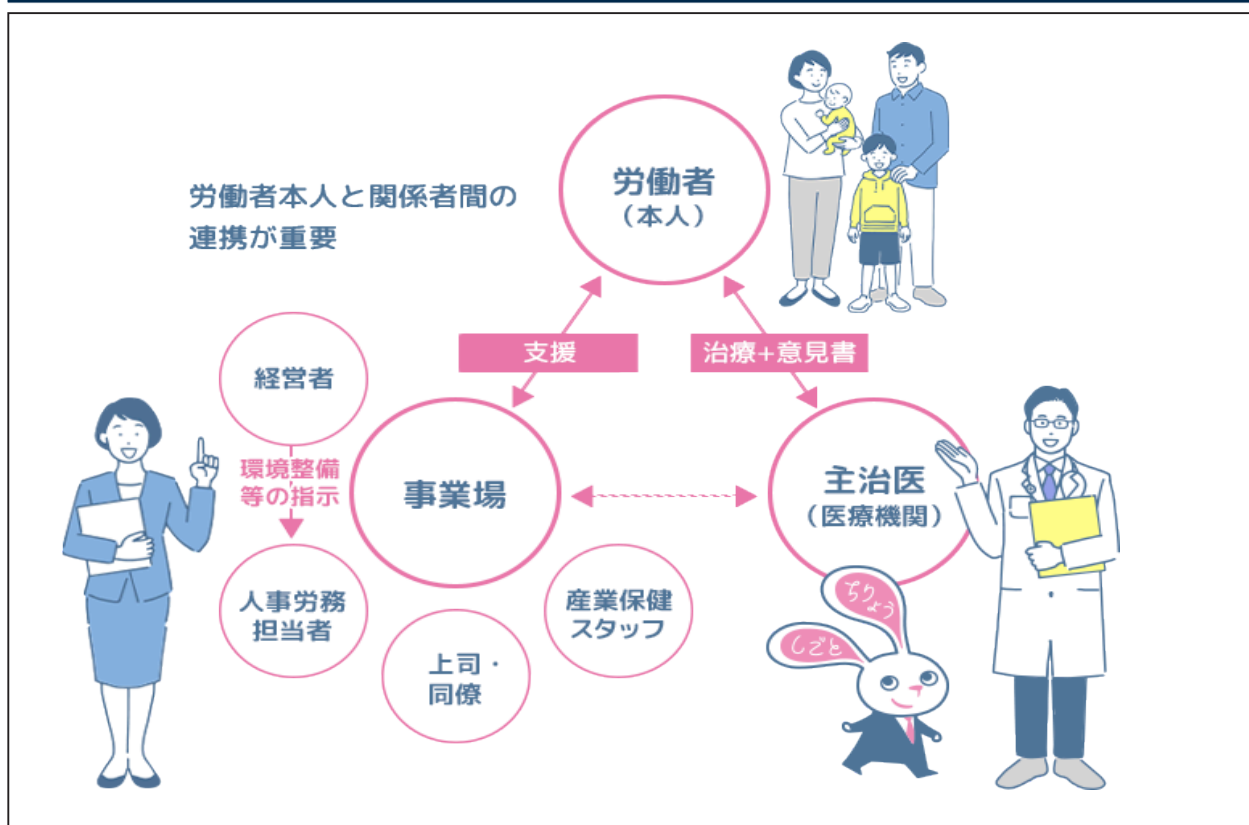 労働者本人と関係者間の
連携が重要
労働者
（本人）
支援
治療+意見書
経営者
環境整備
等の指示
事業場
主治医
（医療機関）
人事労務
担当者
上司・
同僚
産業保健
スタッフ
ちりょう
しごと